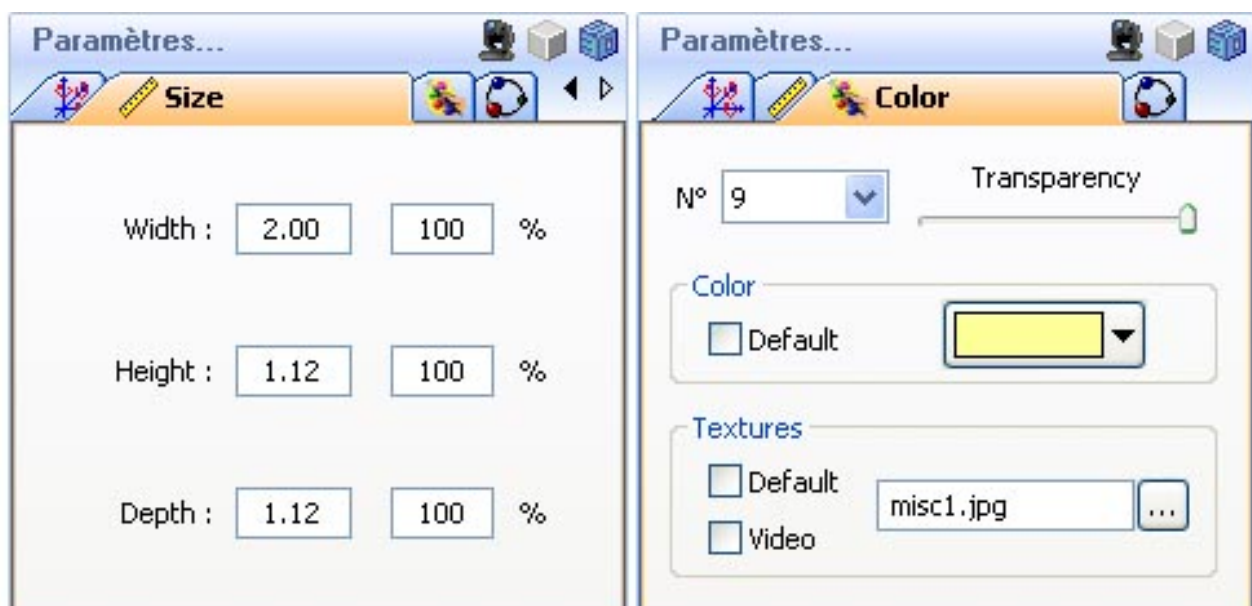 Paramètres...
Size
Width : 2.00 100 %
Height : 1.12 100 %
Depth : 1.12 100 %
Paramètres...
Color
N° 9 Transparency
Color
Default
Textures
Default
misc1.jpg ...
Video